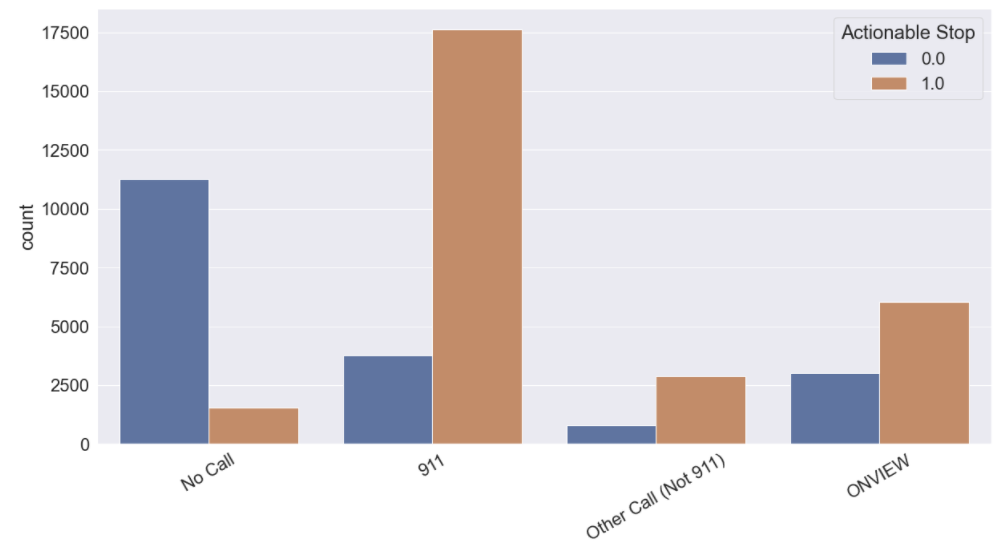 Actionable Stop
0.0
1.0
count
17500
15000
12500
10000
7500
5000
2500
0
No Call
911
Other Call (Not 911)
ONVIEW